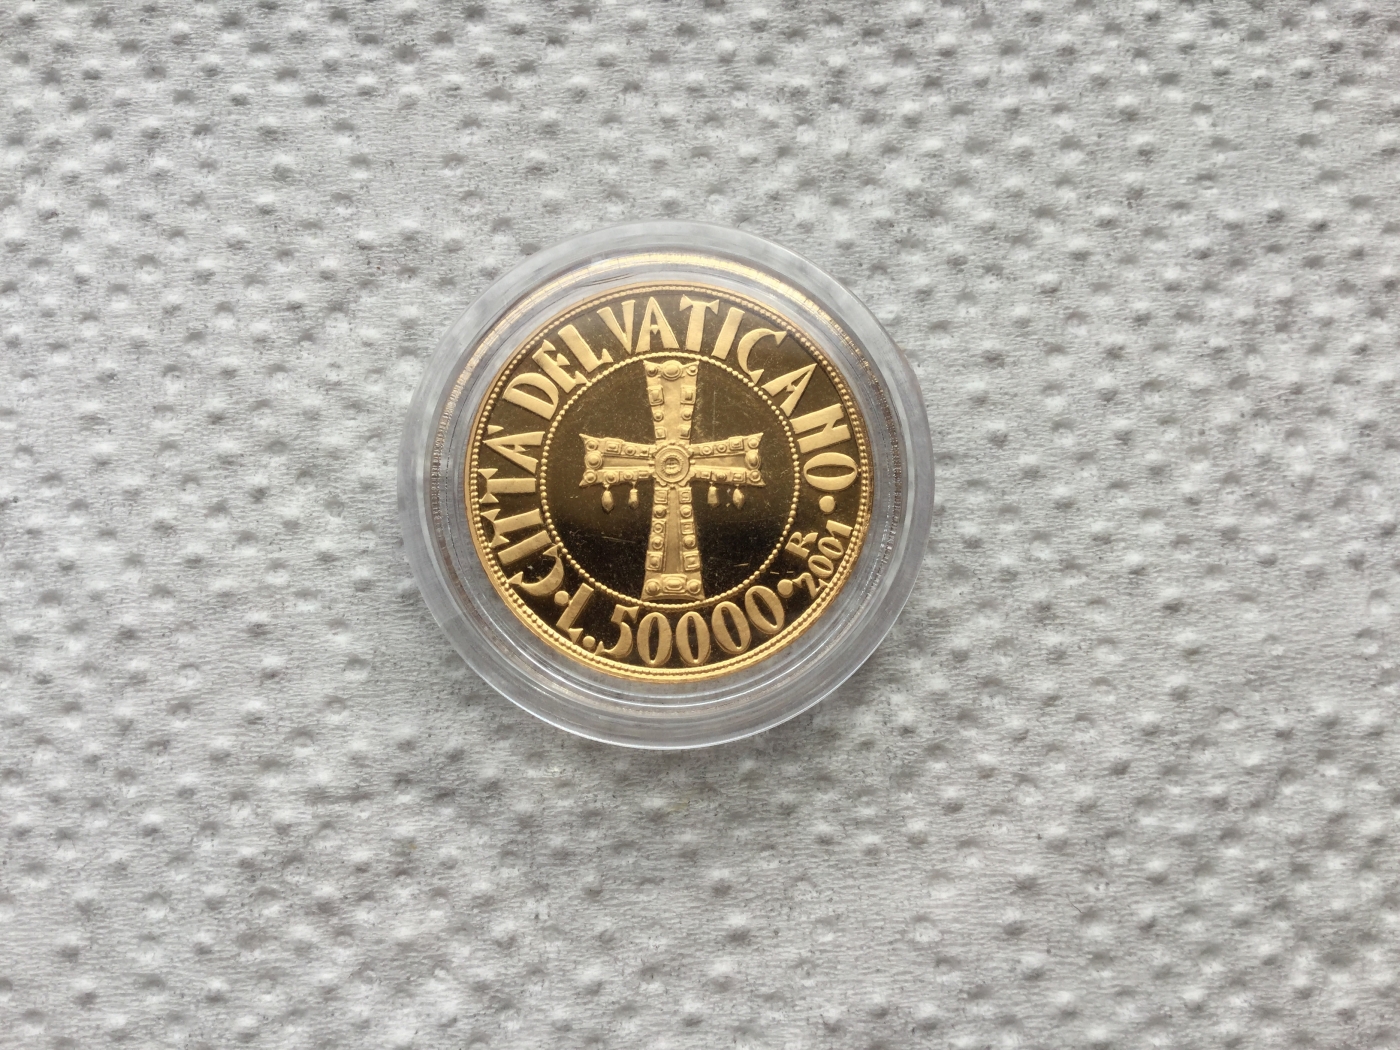 · CITTÀ DEL VATICANO ·
R
2001
· L. 50000 ·